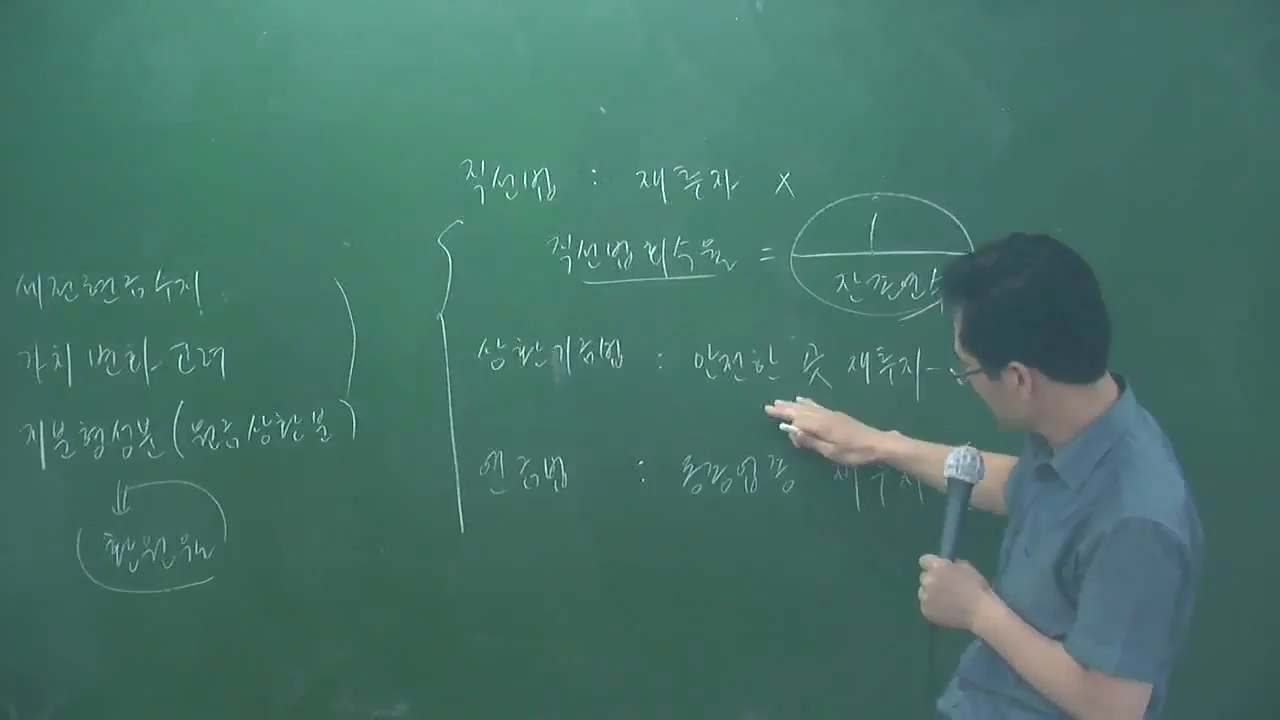 세전현금수지
가치 변화 고려
지분형성분 (원금상환분)
↓
환원율
직선법 : 재투자 X
직선법 회수율 = 1
잔존연수
상환기금법 : 안전한 곳 재투자
연금법 : 동종업종 재투자